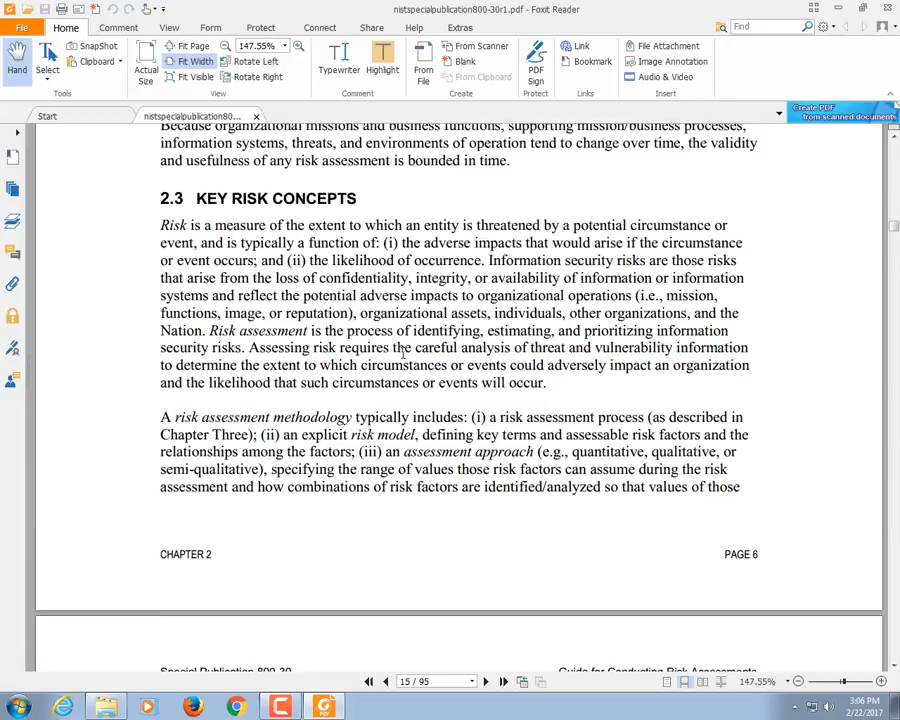 nistspecialpublication800-30r1.pdf - Foxit Reader
File
Home
Comment
View
Form
Protect
Connect
Share
Help
Extras
Find
Hand
Select
SnapShot
Clipboard
Tools
Actual
Size
Fit Page
Fit Width
Fit Visible
147.55%
Rotate Left
Rotate Right
View
Typewriter
Highlight
Comment
From
File
From Scanner
Blank
From Clipboard
Create
PDF
Sign
Protect
Link
Bookmark
Links
File Attachment
Image Annotation
Audio & Video
Insert
Start
nistspecialpublication80...
Create PDF
from scanned documents
Because organizational missions and business functions, supporting mission/business processes,
information systems, threats, and environments of operation tend to change over time, the validity
and usefulness of any risk assessment is bounded in time.
2.3 KEY RISK CONCEPTS
Risk is a measure of the extent to which an entity is threatened by a potential circumstance or
event, and is typically a function of: (i) the adverse impacts that would arise if the circumstance
or event occurs; and (ii) the likelihood of occurrence. Information security risks are those risks
that arise from the loss of confidentiality, integrity, or availability of information or information
systems and reflect the potential adverse impacts to organizational operations (i.e., mission,
functions, image, or reputation), organizational assets, individuals, other organizations, and the
Nation. Risk assessment is the process of identifying, estimating, and prioritizing information
security risks. Assessing risk requires the careful analysis of threat and vulnerability information
to determine the extent to which circumstances or events could adversely impact an organization
and the likelihood that such circumstances or events will occur.
A risk assessment methodology typically includes: (i) a risk assessment process (as described in
Chapter Three); (ii) an explicit risk model, defining key terms and assessable risk factors and the
relationships among the factors; (iii) an assessment approach (e.g., quantitative, qualitative, or
semi-qualitative), specifying the range of values those risk factors can assume during the risk
assessment and how combinations of risk factors are identified/analyzed so that values of those
CHAPTER 2
PAGE 6
Special Publication 800-30
Guide for Conducting Risk Assessments
15 / 95
147.55%
3:06 PM
2/22/2017